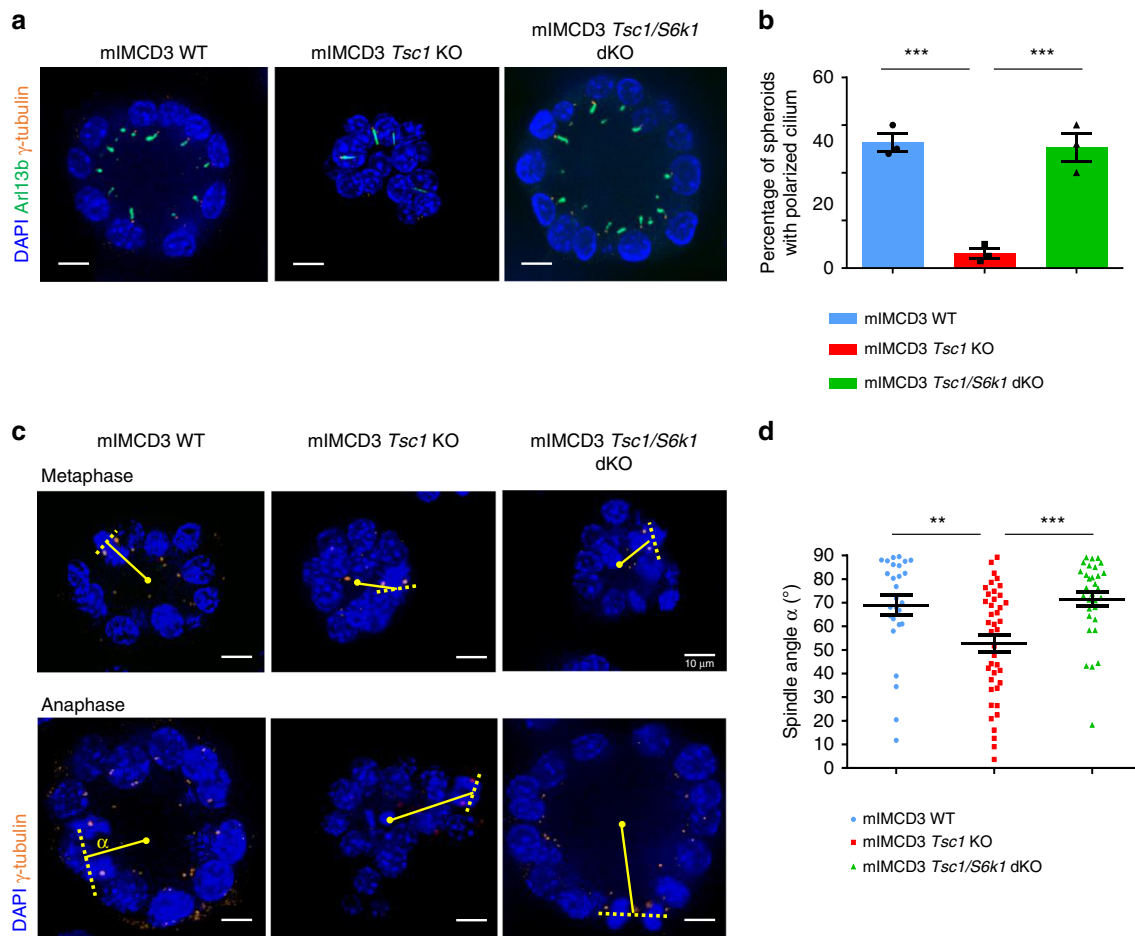 a
mIMCD3 WT
mIMCD3 Tsc1 KO
mIMCD3 Tsc1/S6k1
dKO
DAPI Arl13b γ-tubulin
b
***
***
Percentage of spheroids
with polarized cilium
60
40
20
0
mIMCD3 WT
mIMCD3 Tsc1 KO
mIMCD3 Tsc1/S6k1 dKO
c
mIMCD3 WT
mIMCD3 Tsc1 KO
mIMCD3 Tsc1/S6k1
dKO
Metaphase
10 μm
Anaphase
α
DAPI γ-tubulin
d
**
***
Spindle angle α (°)
90
80
70
60
50
40
30
20
10
0
mIMCD3 WT
mIMCD3 Tsc1 KO
mIMCD3 Tsc1/S6k1 dKO